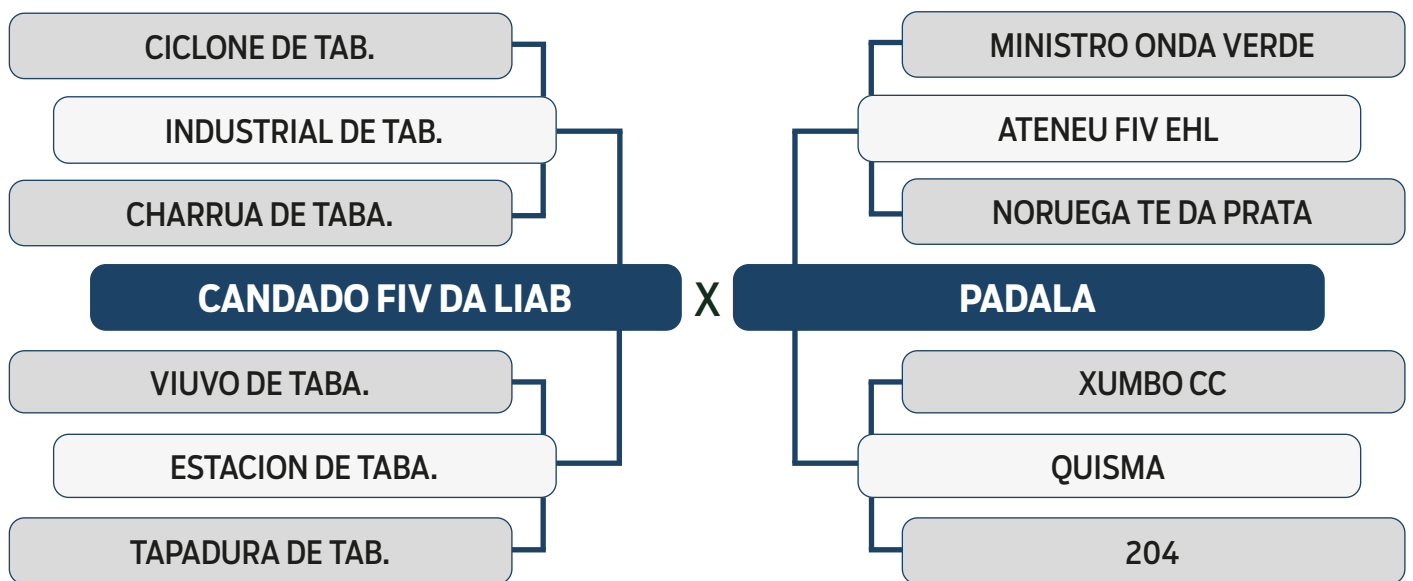 CICLONE DE TAB.
MINISTRO ONDA VERDE
INDUSTRIAL DE TAB.
ATENEU FIV EHL
CHARRUA DE TABA.
NORUEGA TE DA PRATA
CANDADO FIV DA LIAB
X
PADALA
VIUVO DE TABA.
XUMBO CC
ESTACION DE TABA.
QUISMA
TAPADURA DE TAB.
204